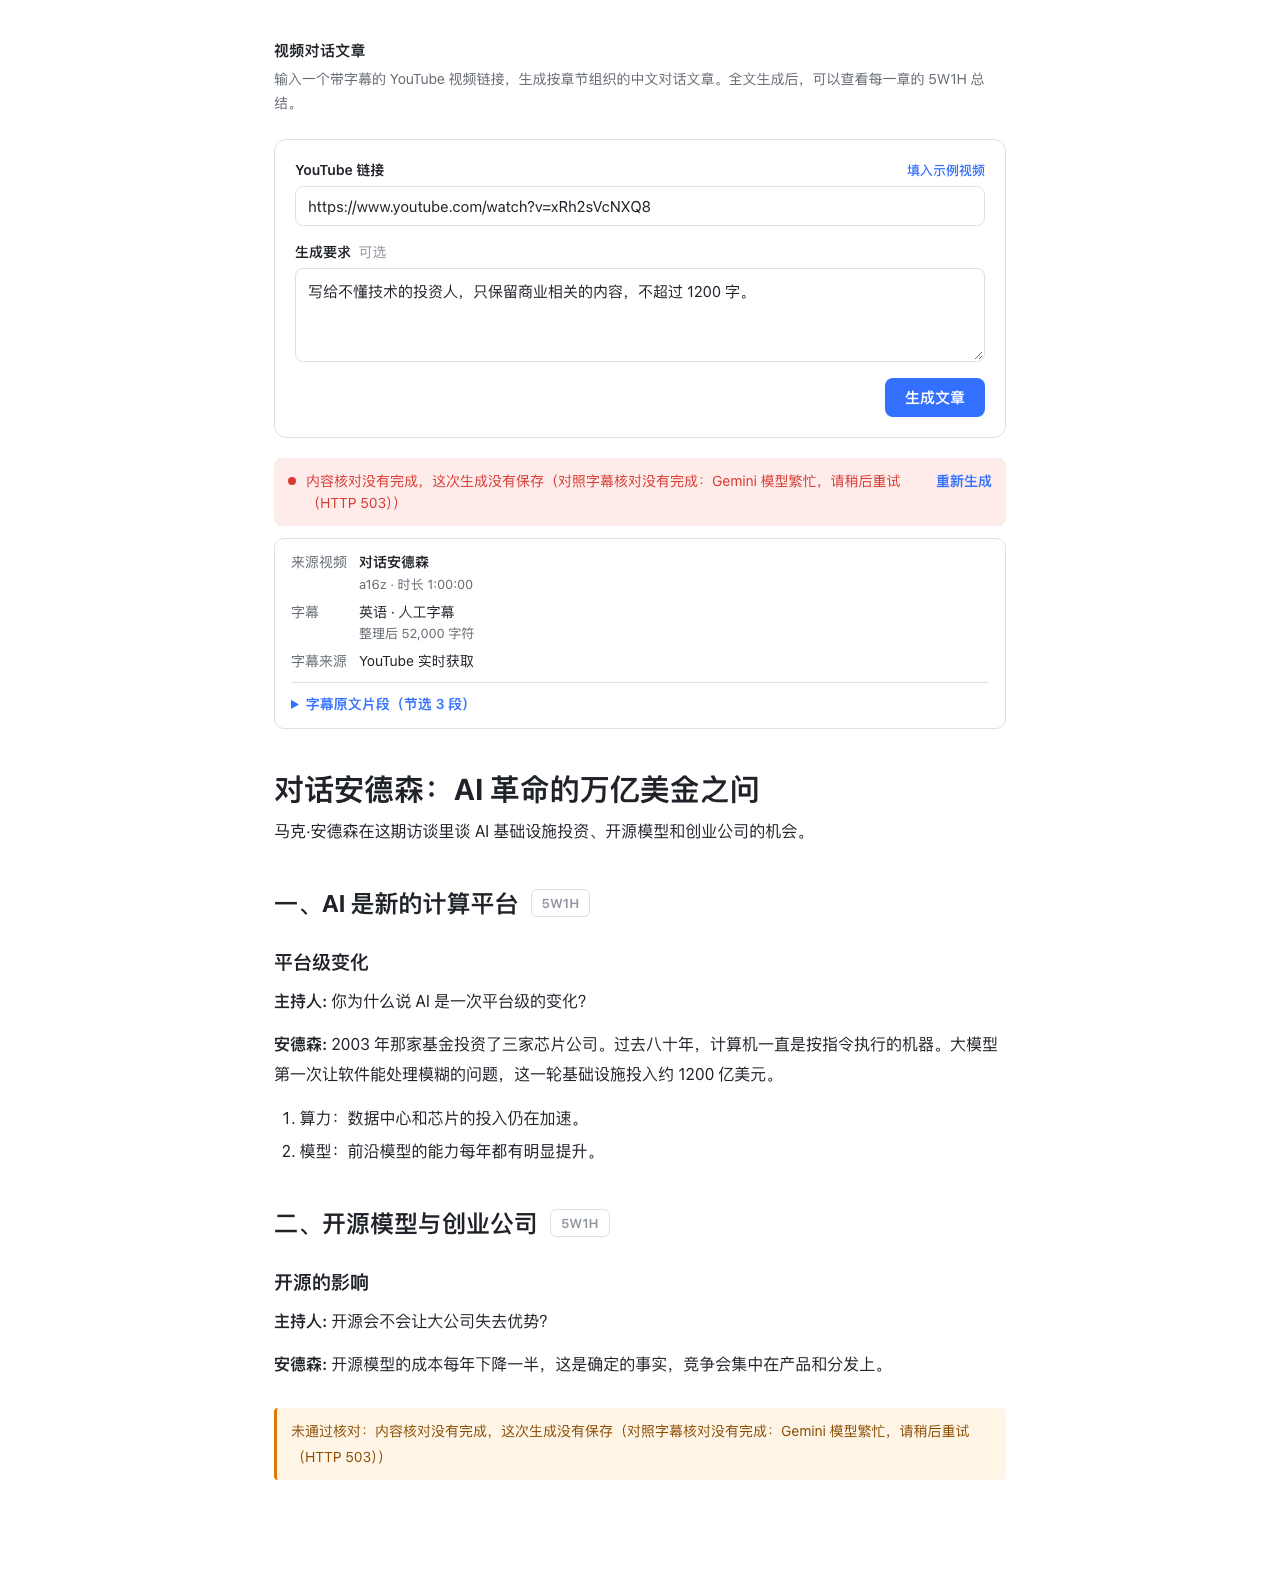 视频对话文章
输入一个带字幕的 YouTube 视频链接，生成按章节组织的中文对话文章。全文生成后，可以查看每一章的 5W1H 总
结。
YouTube 链接
填入示例视频
https://www.youtube.com/watch?v=xRh2sVcNXQ8
生成要求 可选
写给不懂技术的投资人，只保留商业相关的内容，不超过 1200 字。
生成文章
内容核对没有完成，这次生成没有保存（对照字幕核对没有完成：Gemini 模型繁忙，请稍后重试
（HTTP 503））
重新生成
来源视频 对话安德森
a16z · 时长 1:00:00
字幕 英语 · 人工字幕
整理后 52,000 字符
字幕来源 YouTube 实时获取
字幕原文片段（节选 3 段）
对话安德森：AI 革命的万亿美金之问
马克·安德森在这期访谈里谈 AI 基础设施投资、开源模型和创业公司的机会。
一、AI 是新的计算平台 5W1H
平台级变化
主持人: 你为什么说 AI 是一次平台级的变化？
安德森: 2003 年那家基金投资了三家芯片公司。过去八十年，计算机一直是按指令执行的机器。大模型
第一次让软件能处理模糊的问题，这一轮基础设施投入约 1200 亿美元。
1. 算力：数据中心和芯片的投入仍在加速。
2. 模型：前沿模型的能力每年都有明显提升。
二、开源模型与创业公司 5W1H
开源的影响
主持人: 开源会不会让大公司失去优势？
安德森: 开源模型的成本每年下降一半，这是确定的事实，竞争会集中在产品和分发上。
未通过核对：内容核对没有完成，这次生成没有保存（对照字幕核对没有完成：Gemini 模型繁忙，请稍后重试
（HTTP 503））